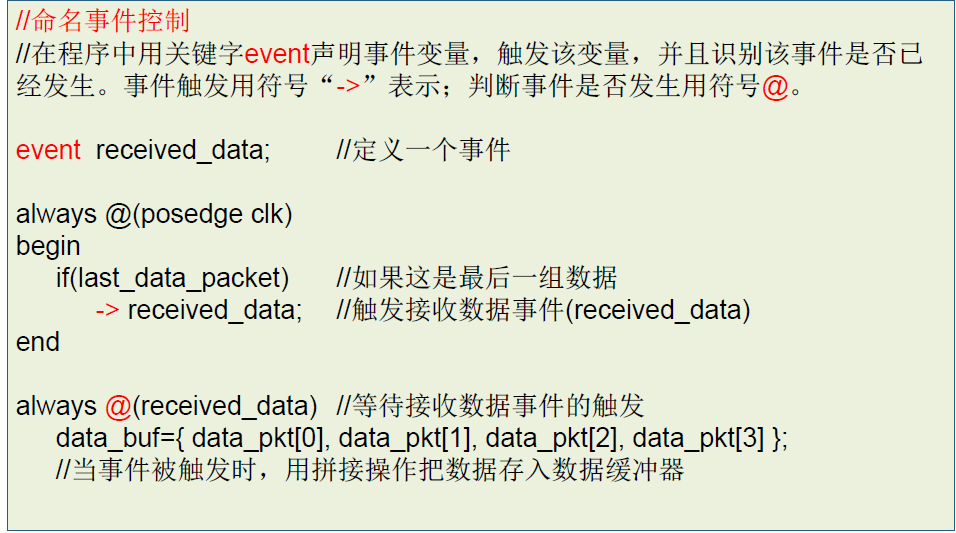 //命名事件控制
//在程序中用关键字event声明事件变量，触发该变量，并且识别该事件是否已
经发生。事件触发用符号“->”表示；判断事件是否发生用符号@。
event received_data; //定义一个事件
always @(posedge clk)
begin
if(last_data_packet) //如果这是最后一组数据
-> received_data; //触发接收数据事件(received_data)
end
always @(received_data) //等待接收数据事件的触发
data_buf={ data_pkt[0], data_pkt[1], data_pkt[2], data_pkt[3] };
//当事件被触发时，用拼接操作把数据存入数据缓冲器